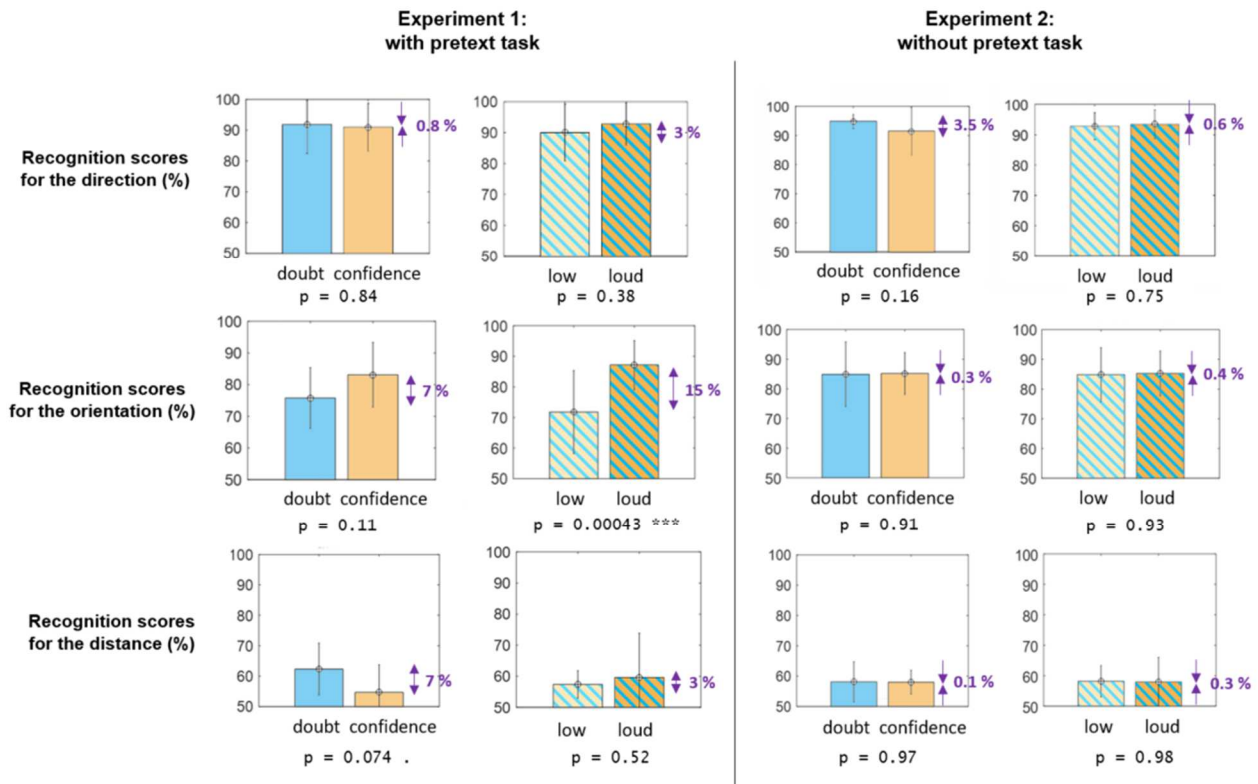 Experiment 1:
with pretext task
Experiment 2:
without pretext task
Recognition scores
for the direction (%)
100
90
80
70
60
50
0.8 %
doubt confidence
p = 0.84
100
90
80
70
60
50
3 %
low loud
p = 0.38
100
90
80
70
60
50
3.5 %
doubt confidence
p = 0.16
100
90
80
70
60
50
0.6 %
low loud
p = 0.75
Recognition scores
for the orientation (%)
100
90
80
70
60
50
7 %
doubt confidence
p = 0.11
100
90
80
70
60
50
15 %
low loud
p = 0.00043 ***
100
90
80
70
60
50
0.3 %
doubt confidence
p = 0.91
100
90
80
70
60
50
0.4 %
low loud
p = 0.93
Recognition scores
for the distance (%)
100
90
80
70
60
50
7 %
doubt confidence
p = 0.074 .
100
90
80
70
60
50
3 %
low loud
p = 0.52
100
90
80
70
60
50
0.1 %
doubt confidence
p = 0.97
100
90
80
70
60
50
0.3 %
low loud
p = 0.98